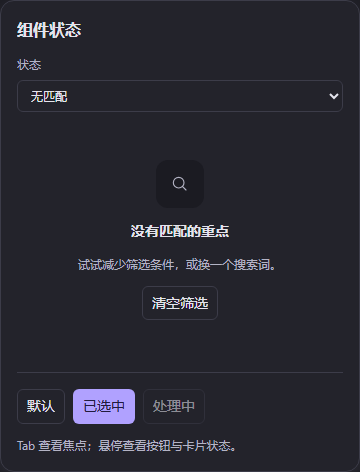 组件状态
状态
无匹配
没有匹配的重点
试试减少筛选条件，或换一个搜索词。
清空筛选
默认 已选中 处理中
Tab 查看焦点；悬停查看按钮与卡片状态。